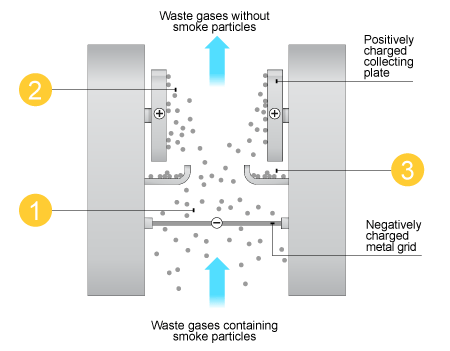 Waste gases without
smoke particles
Positively
charged
collecting
plate
2
+
+
3
1
−
Negatively
charged
metal grid
Waste gases containing
smoke particles